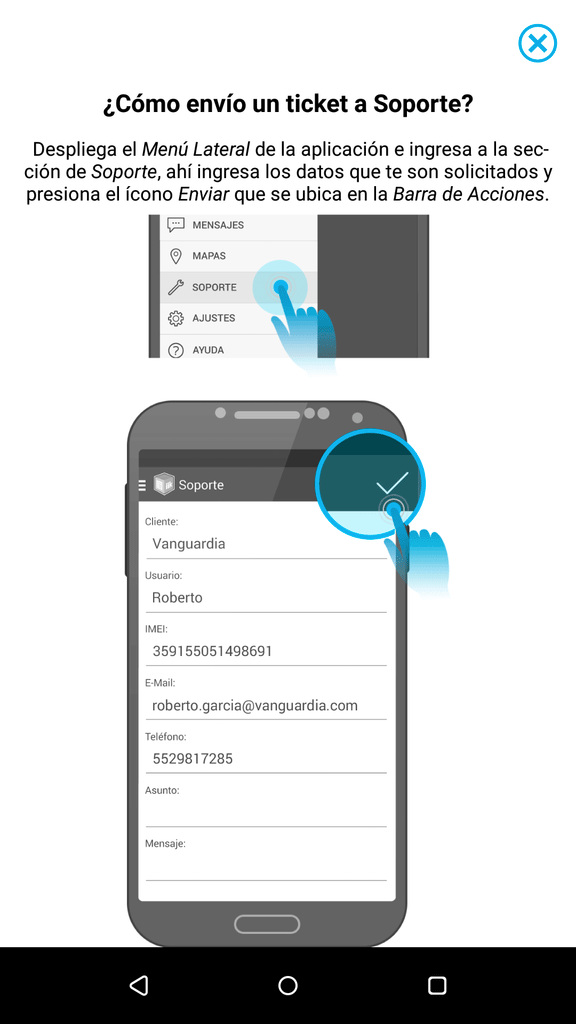 ¿Cómo envío un ticket a Soporte?
Despliega el Menú Lateral de la aplicación e ingresa a la sec-
ción de Soporte, ahí ingresa los datos que te son solicitados y
presiona el ícono Enviar que se ubica en la Barra de Acciones.
MENSAJES
MAPAS
SOPORTE
AJUSTES
AYUDA
Soporte
Cliente:
Vanguardia
Usuario:
Roberto
IMEI:
359155051498691
E-Mail:
roberto.garcia@vanguardia.com
Teléfono:
5529817285
Asunto:
Mensaje: